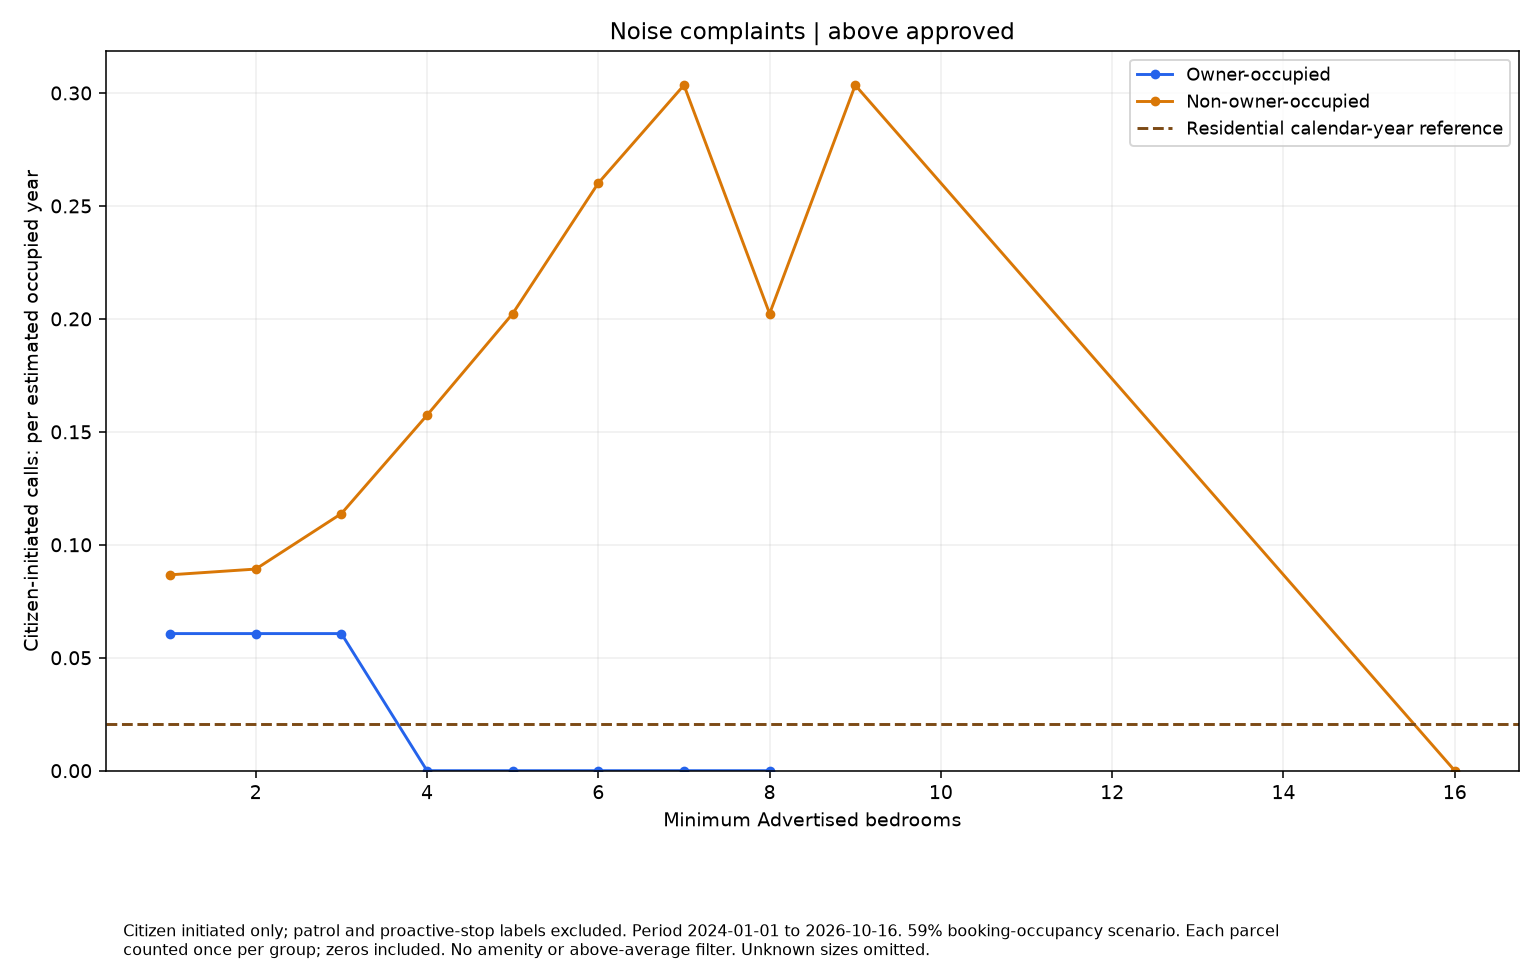 Noise complaints | above approved
Owner-occupied
Non-owner-occupied
Residential calendar-year reference
Citizen-initiated calls: per estimated occupied year
0.30
0.25
0.20
0.15
0.10
0.05
0.00
2 4 6 8 10 12 14 16
Minimum Advertised bedrooms
Citizen initiated only; patrol and proactive-stop labels excluded. Period 2024-01-01 to 2026-10-16. 59% booking-occupancy scenario. Each parcel
counted once per group; zeros included. No amenity or above-average filter. Unknown sizes omitted.